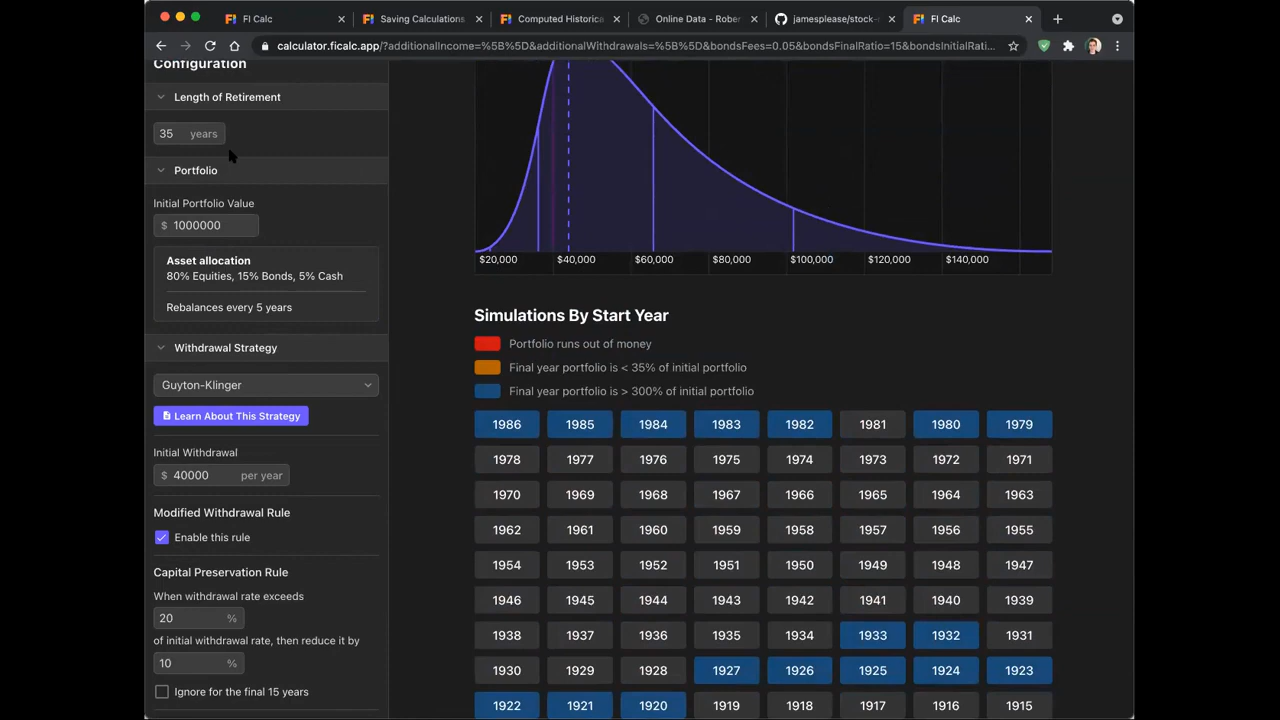 FI Calc
Saving Calculations
Computed Historica
Online Data - Rober
jamesplease/stock-
FI Calc
calculator.ficalc.app/?additionalIncome=%5B%5D&additionalWithdrawals=%5B%5D&bondsFees=0.05&bondsFinalRatio=15&bondsInitialRati...
Configuration
Length of Retirement
35 years
Portfolio
Initial Portfolio Value
$ 1000000
Asset allocation
80% Equities, 15% Bonds, 5% Cash
Rebalances every 5 years
Withdrawal Strategy
Guyton-Klinger
Learn About This Strategy
Initial Withdrawal
$ 40000 per year
Modified Withdrawal Rule
Enable this rule
Capital Preservation Rule
When withdrawal rate exceeds
20 %
of initial withdrawal rate, then reduce it by
10 %
Ignore for the final 15 years
$20,000 $40,000 $60,000 $80,000 $100,000 $120,000 $140,000
Simulations By Start Year
Portfolio runs out of money
Final year portfolio is < 35% of initial portfolio
Final year portfolio is > 300% of initial portfolio
1986 1985 1984 1983 1982 1981 1980 1979
1978 1977 1976 1975 1974 1973 1972 1971
1970 1969 1968 1967 1966 1965 1964 1963
1962 1961 1960 1959 1958 1957 1956 1955
1954 1953 1952 1951 1950 1949 1948 1947
1946 1945 1944 1943 1942 1941 1940 1939
1938 1937 1936 1935 1934 1933 1932 1931
1930 1929 1928 1927 1926 1925 1924 1923
1922 1921 1920 1919 1918 1917 1916 1915